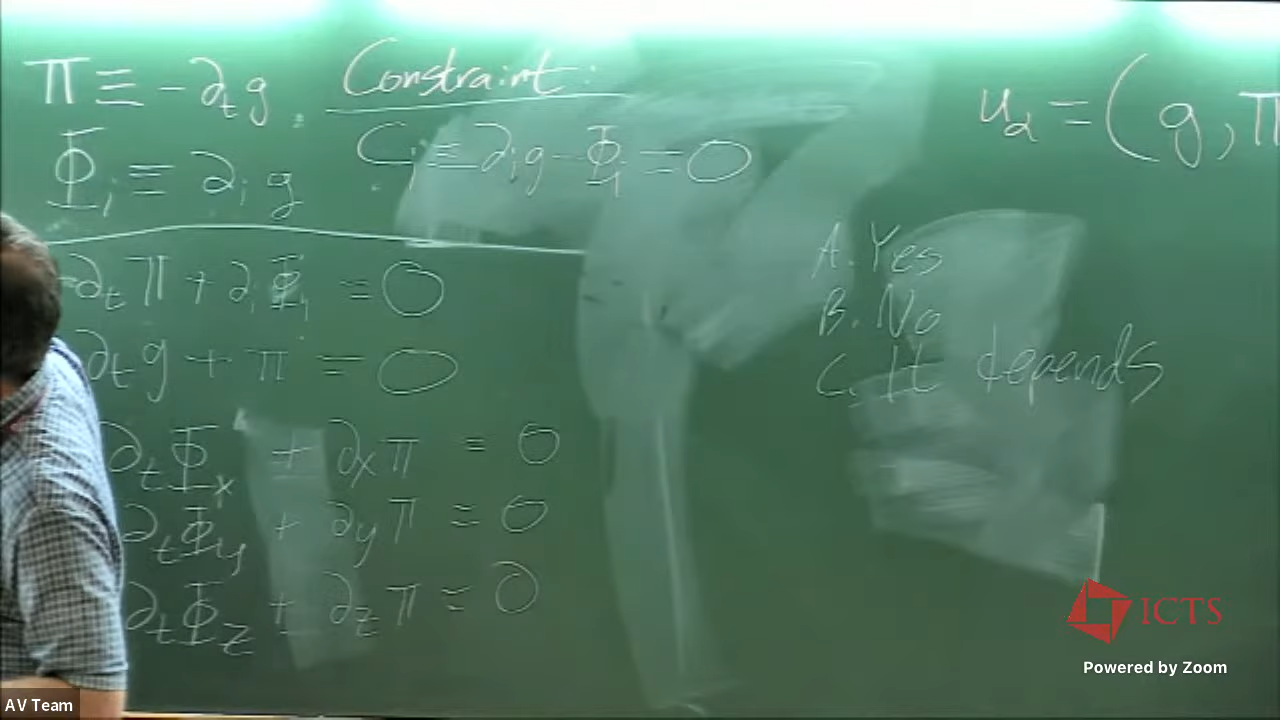 Π ≡ -∂_t g
Constraint:
Φ_i ≡ ∂_i g
C_i ≡ ∂_i g - Φ_i = 0
-∂_t Π + ∂_i Φ_i = 0
∂_t g + Π = 0
∂_t Φ_x + ∂_x Π = 0
∂_t Φ_y + ∂_y Π = 0
∂_t Φ_z + ∂_z Π = 0
u_α = (g, Π
A. Yes
B. No
C. It depends
ICTS
Powered by Zoom
AV Team